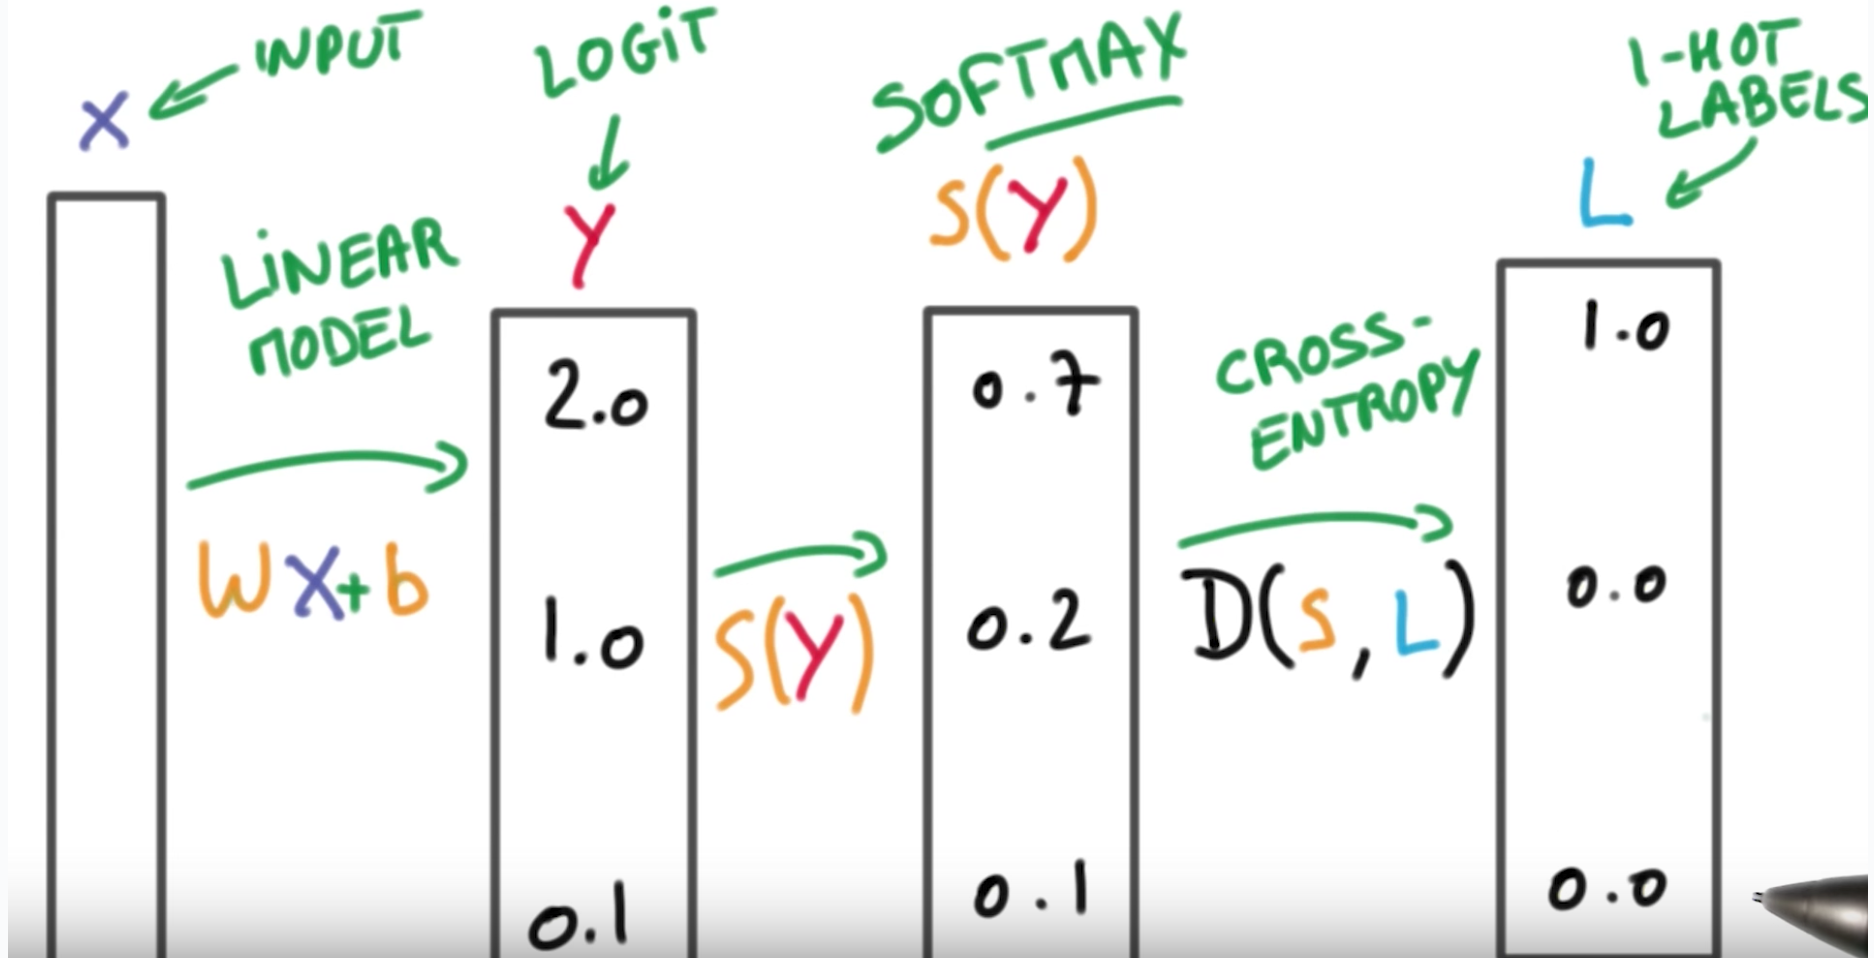 X
INPUT
LINEAR
MODEL
WX+b
LOGiT
Y
2.0
1.0
0.1
S(Y)
SOFTMAX
S(Y)
0.7
0.2
0.1
CROSS-
ENTROPY
D(S,L)
1-HOT
LABELS
L
1.0
0.0
0.0